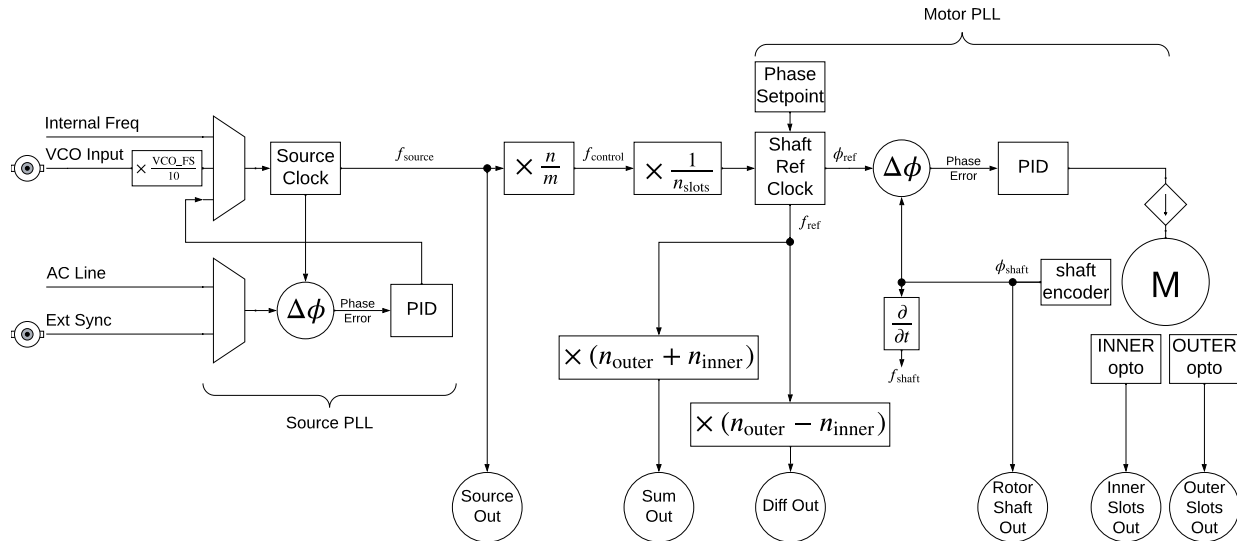 Motor PLL
Phase
Setpoint
Internal Freq
VCO Input
× VCO_FS
10
Source
Clock
f_source
× n
m
f_control
× 1
n_slots
Shaft
Ref
Clock
ϕ_ref
Δϕ
Phase
Error
PID
f_ref
AC Line
Ext Sync
Δϕ
Phase
Error
PID
ϕ_shaft
shaft
encoder
M
∂
∂t
f_shaft
INNER
opto
OUTER
opto
× (n_outer + n_inner)
× (n_outer − n_inner)
Source PLL
Source
Out
Sum
Out
Diff Out
Rotor
Shaft
Out
Inner
Slots
Out
Outer
Slots
Out